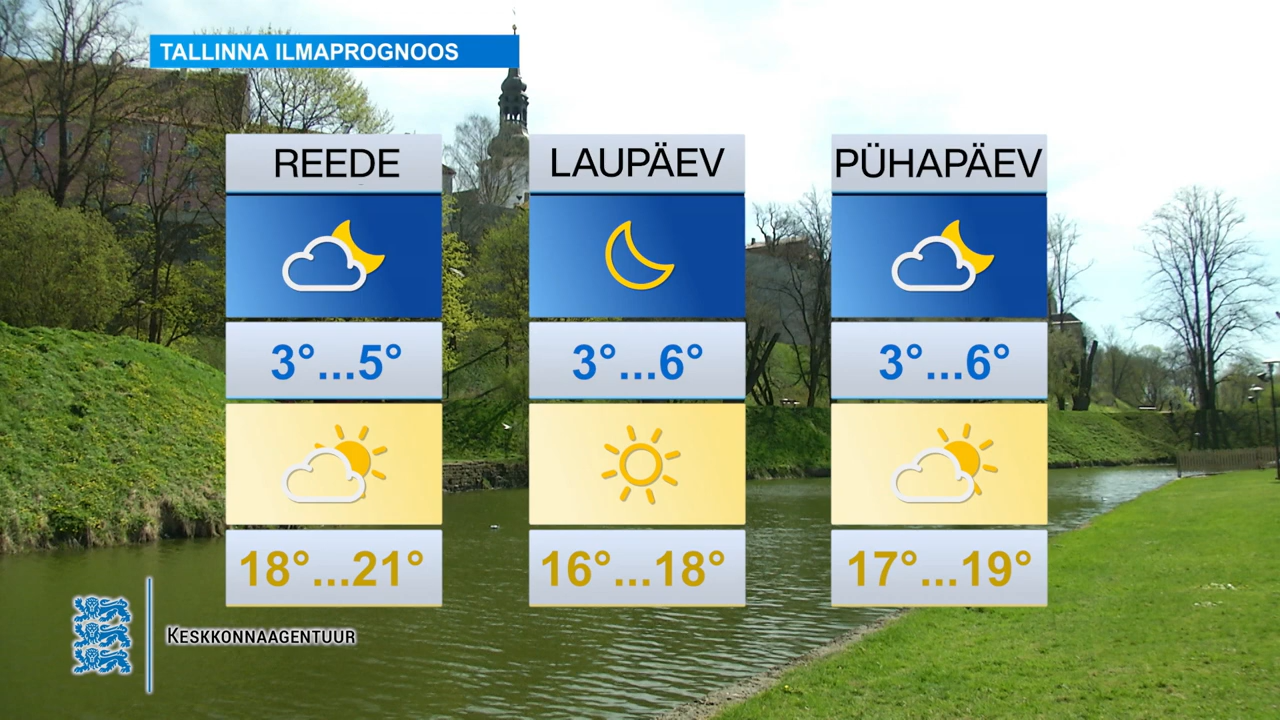 TALLINNA ILMAPROGNOOS
REEDE
3°...5°
18°...21°
LAUPÄEV
3°...6°
16°...18°
PÜHAPÄEV
3°...6°
17°...19°
KESKKONNAAGENTUUR